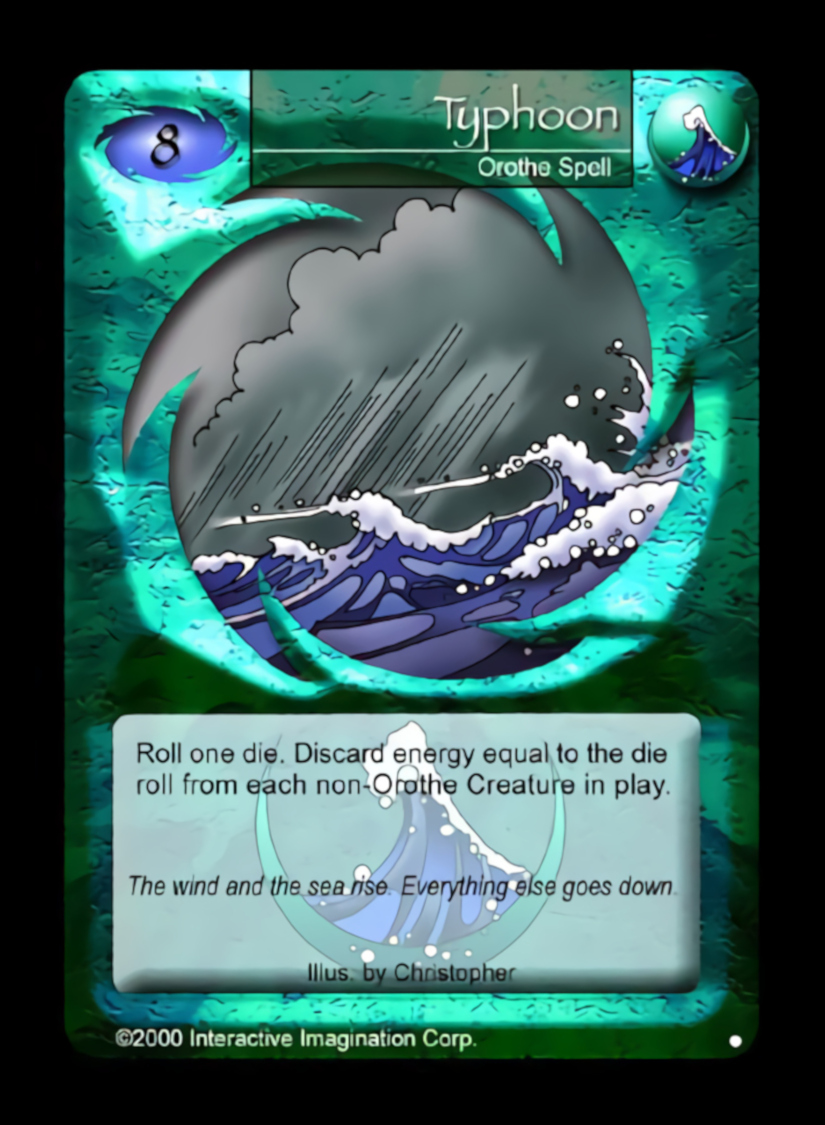 8
Typhoon
Orothe Spell
Roll one die. Discard energy equal to the die
roll from each non-Orothe Creature in play.
The wind and the sea rise. Everything else goes down.
Illus. by Christopher
©2000 Interactive Imagination Corp.